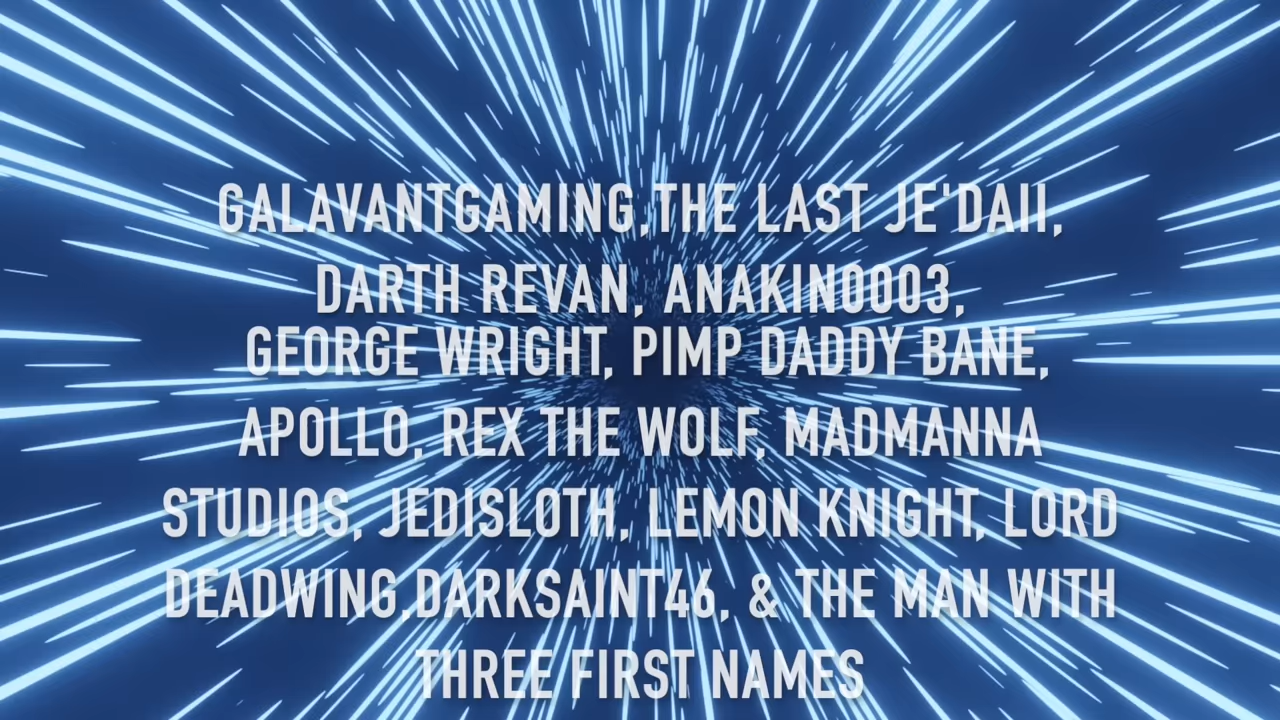 GALAVANTGAMING,THE LAST JE'DAII,
DARTH REVAN, ANAKIN0003,
GEORGE WRIGHT, PIMP DADDY BANE,
APOLLO, REX THE WOLF, MADMANNA
STUDIOS, JEDISLOTH, LEMON KNIGHT, LORD
DEADWING,DARKSAINT46, & THE MAN WITH
THREE FIRST NAMES